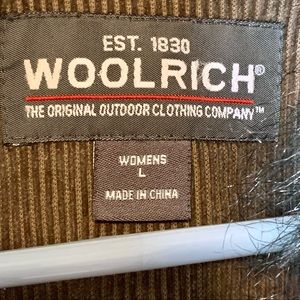 EST. 1830
WOOLRICH®
THE ORIGINAL OUTDOOR CLOTHING COMPANY™
WOMENS
L
MADE IN CHINA